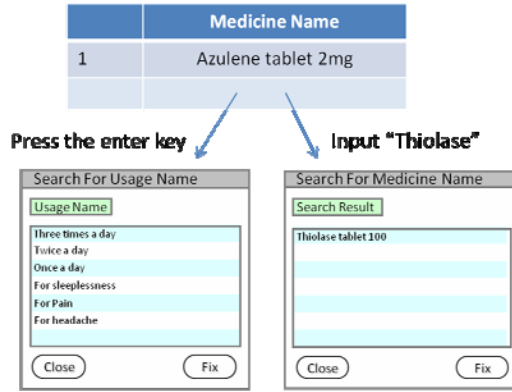 Medicine Name
1 Azulene tablet 2mg
Press the enter key
Input “Thiolase”
Search For Usage Name
Usage Name
Three times a day
Twice a day
Once a day
For sleeplessness
For Pain
For headache
Close Fix
Search For Medicine Name
Search Result
Thiolase tablet 100
Close Fix